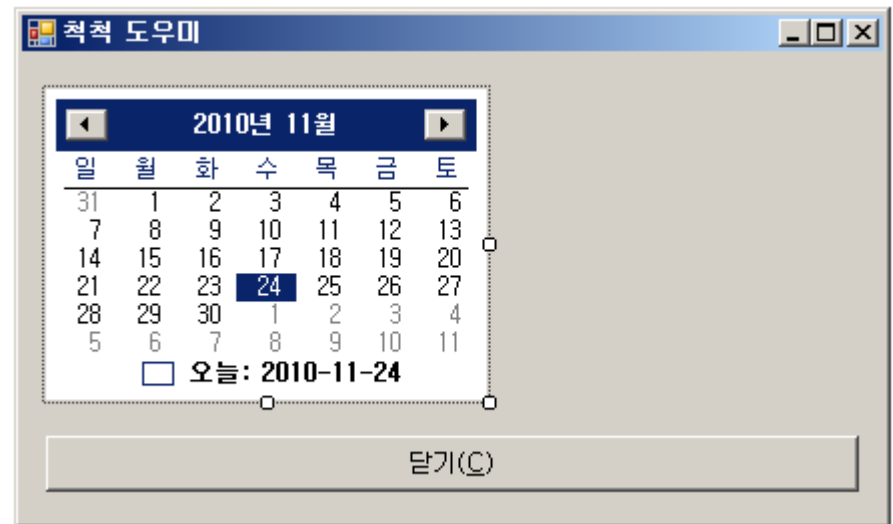 척척 도우미
2010년 11월
일 월 화 수 목 금 토
31 1 2 3 4 5 6
7 8 9 10 11 12 13
14 15 16 17 18 19 20
21 22 23 24 25 26 27
28 29 30 1 2 3 4
5 6 7 8 9 10 11
오늘: 2010-11-24
닫기(C)